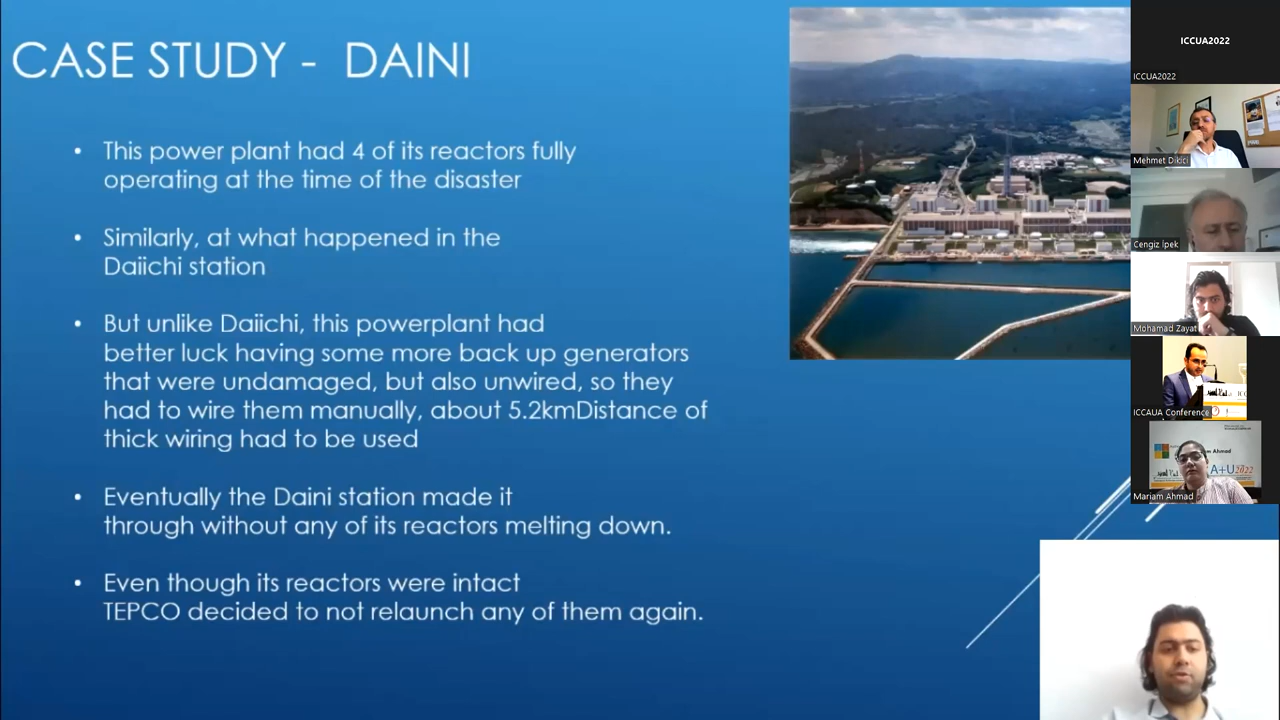 CASE STUDY - DAINI
• This power plant had 4 of its reactors fully
operating at the time of the disaster
• Similarly, at what happened in the
Daiichi station
• But unlike Daiichi, this powerplant had
better luck having some more back up generators
that were undamaged, but also unwired, so they
had to wire them manually, about 5.2kmDistance of
thick wiring had to be used
• Eventually the Daini station made it
through without any of its reactors melting down.
• Even though its reactors were intact
TEPCO decided to not relaunch any of them again.
ICCUA2022
ICCUA2022
Mehmet Dikici
Cengiz İpek
Mohamad Zayat
ICCAUA Conference
Ahmad
A+U2022
Mariam Ahmad